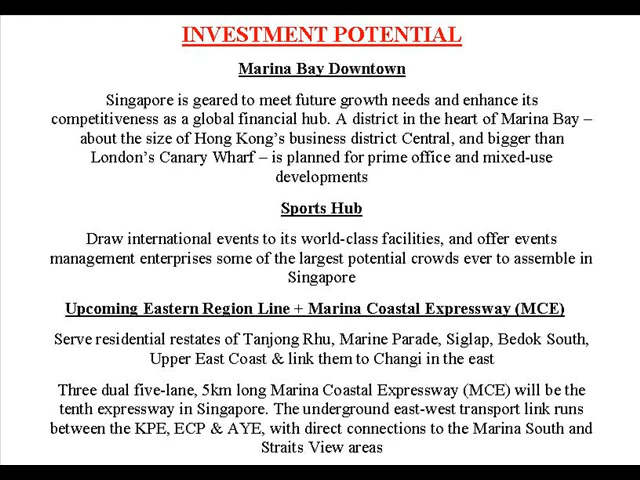 INVESTMENT POTENTIAL
Marina Bay Downtown
Singapore is geared to meet future growth needs and enhance its
competitiveness as a global financial hub. A district in the heart of Marina Bay –
about the size of Hong Kong’s business district Central, and bigger than
London’s Canary Wharf – is planned for prime office and mixed-use
developments
Sports Hub
Draw international events to its world-class facilities, and offer events
management enterprises some of the largest potential crowds ever to assemble in
Singapore
Upcoming Eastern Region Line + Marina Coastal Expressway (MCE)
Serve residential restates of Tanjong Rhu, Marine Parade, Siglap, Bedok South,
Upper East Coast & link them to Changi in the east
Three dual five-lane, 5km long Marina Coastal Expressway (MCE) will be the
tenth expressway in Singapore. The underground east-west transport link runs
between the KPE, ECP & AYE, with direct connections to the Marina South and
Straits View areas